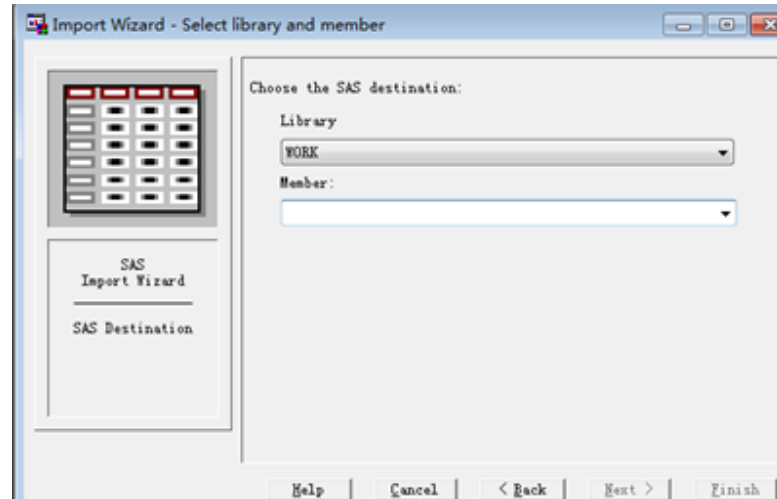 Import Wizard - Select library and member
Choose the SAS destination:
Library
WORK
Member:
SAS
Import Wizard
SAS Destination
Help
Cancel
< Back
Next >
Finish